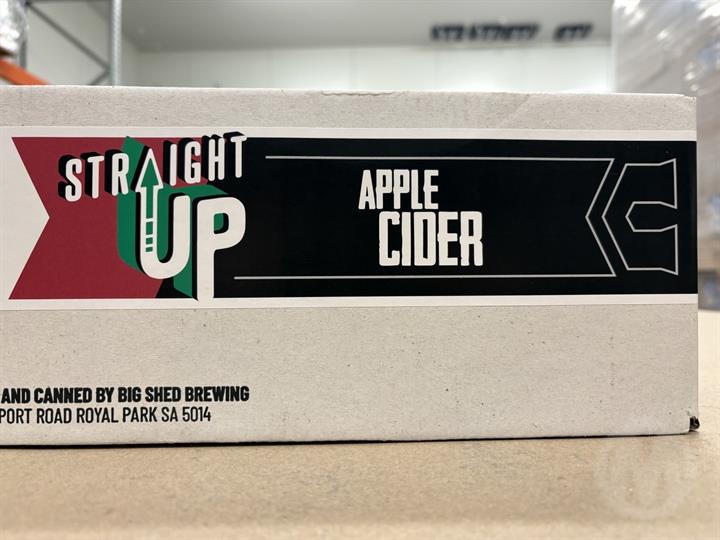 STRAIGHT
UP
APPLE
CIDER
AND CANNED BY BIG SHED BREWING
PORT ROAD ROYAL PARK SA 5014